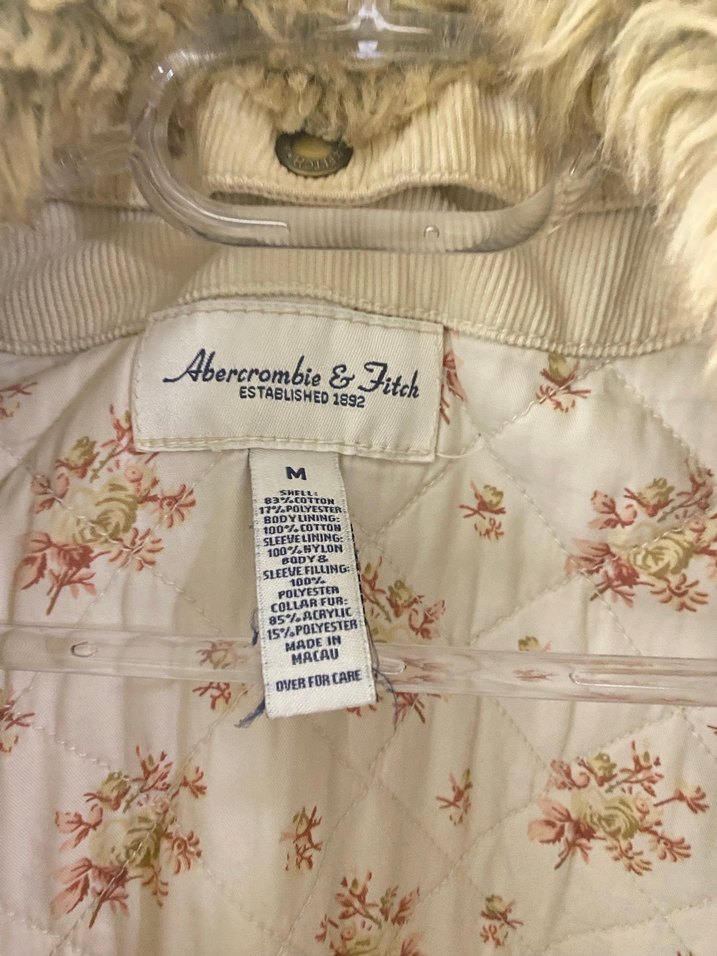 Abercrombie & Fitch
ESTABLISHED 1892
M
SHELL:
83% COTTON
17% POLYESTER
BODY LINING:
100% COTTON
SLEEVE LINING:
100% NYLON
BODY &
SLEEVE FILLING:
100%
POLYESTER
COLLAR FUR:
85% ACRYLIC
15% POLYESTER
MADE IN
MACAU
OVER FOR CARE